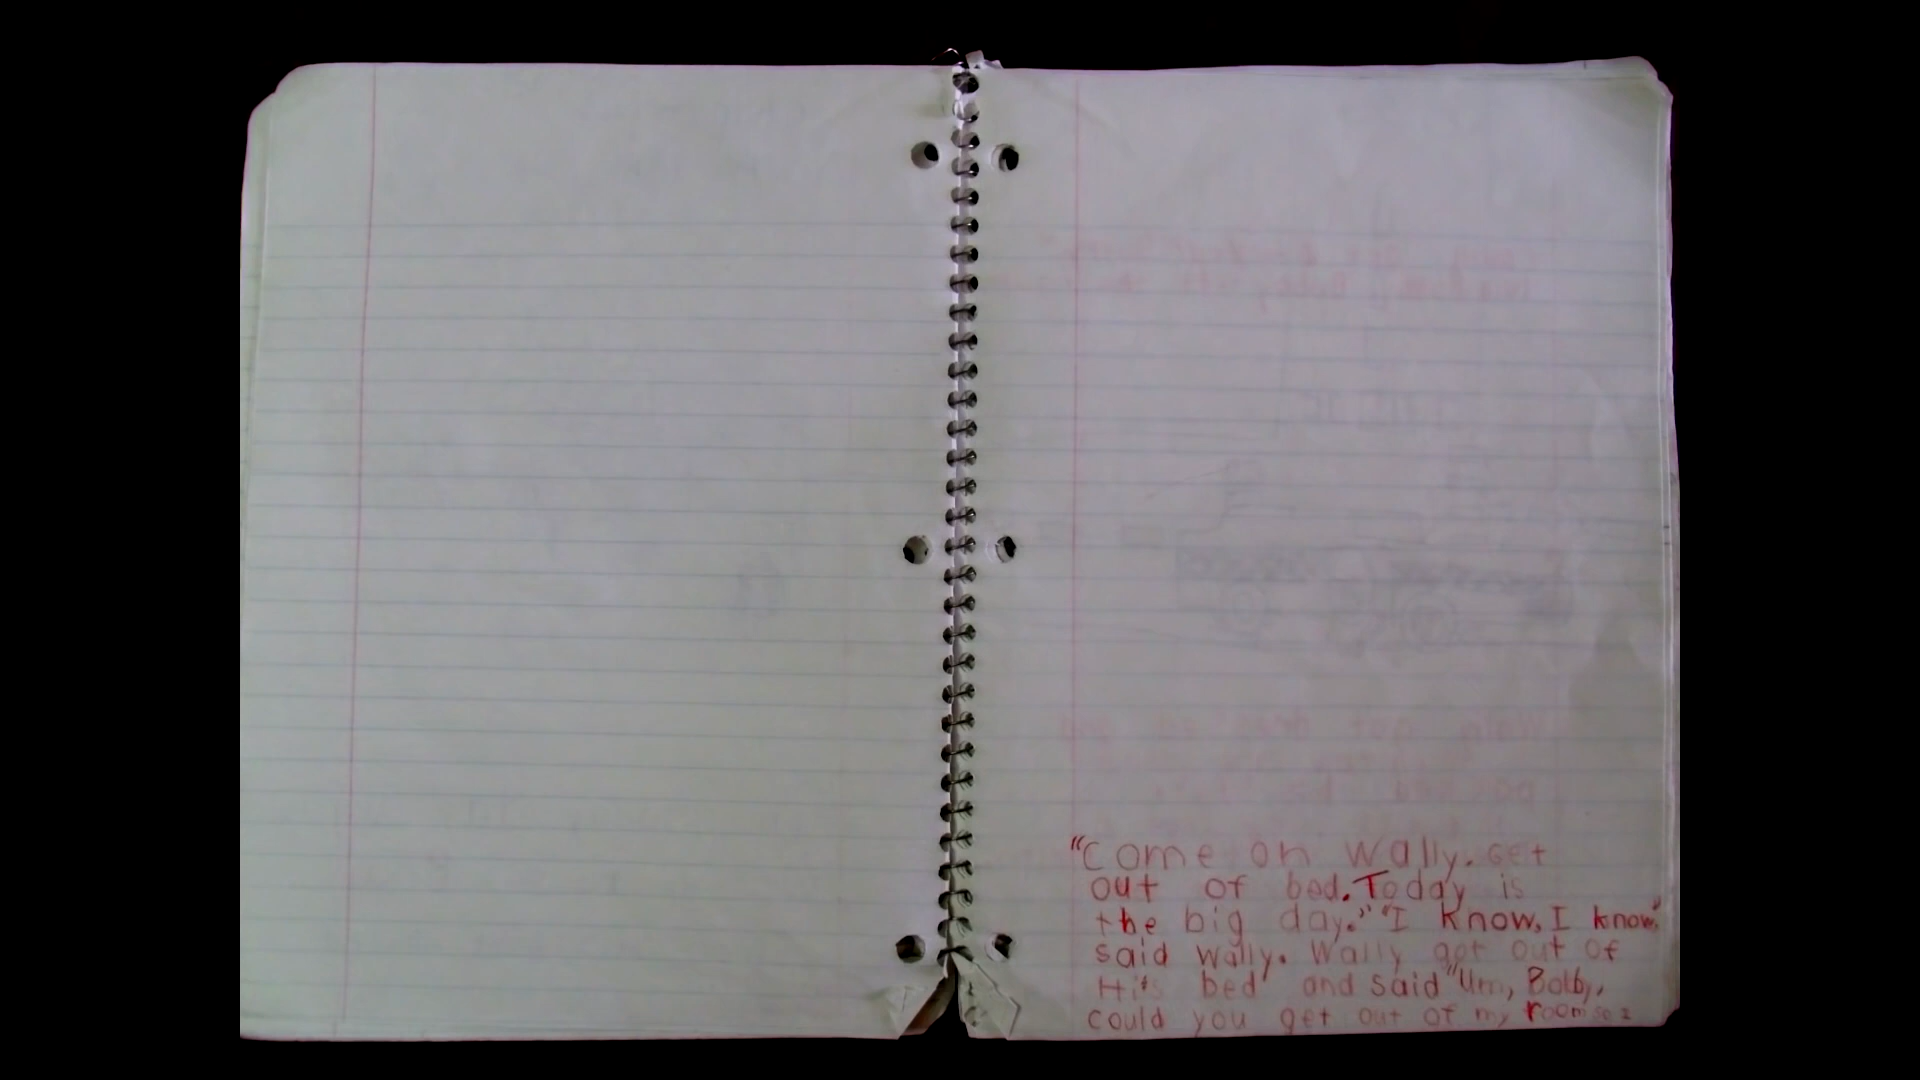 "Come on Wally. Get
out of bed. Today is
the big day." "I know, I know,"
said Wally. Wally got out of
His bed and said "Um, Bolby,
could you get out of my room so I